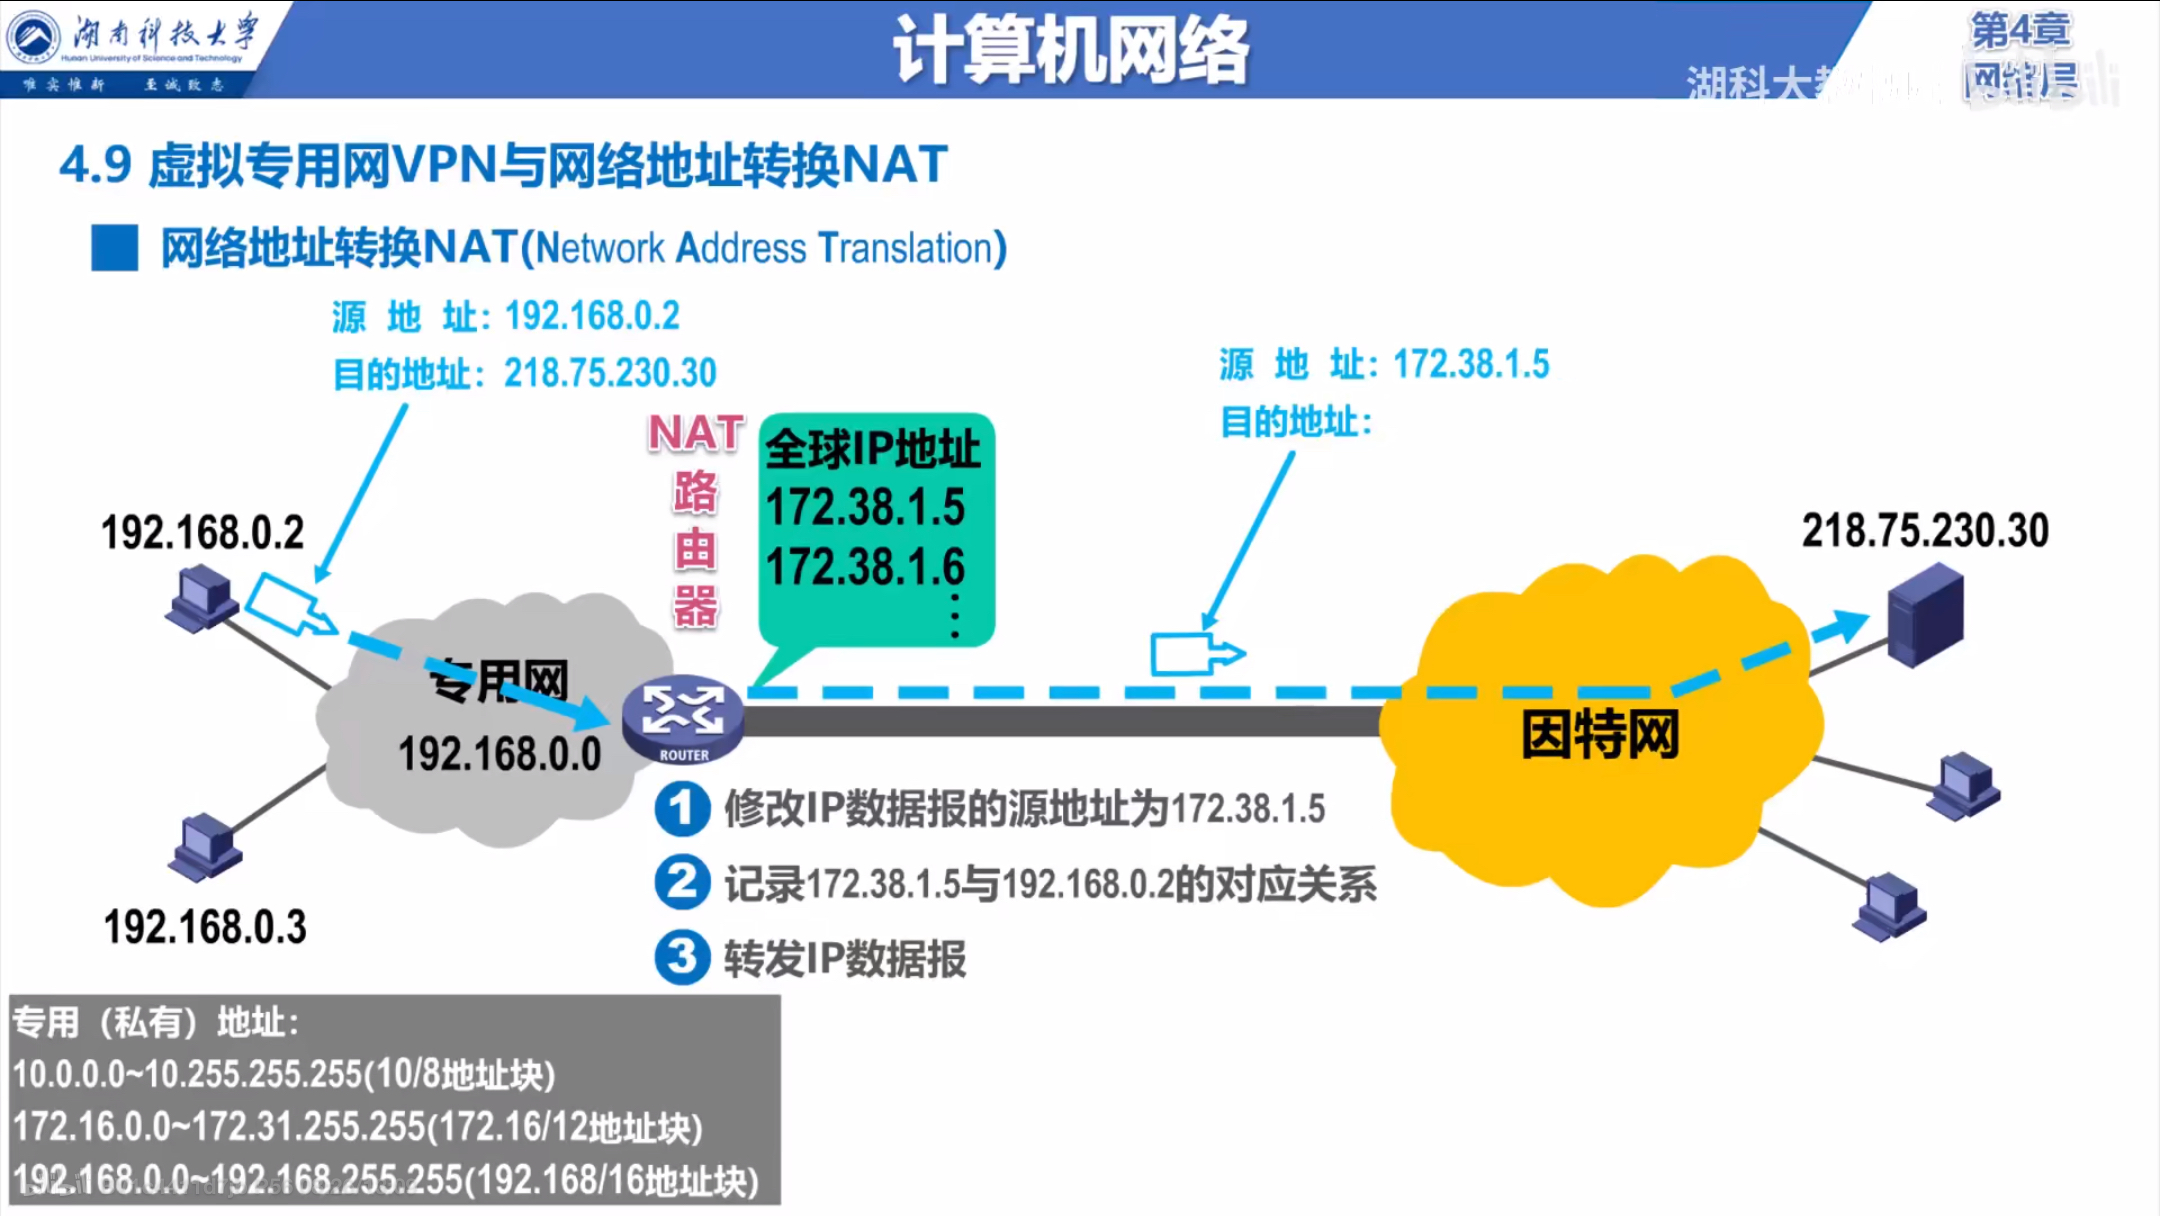 湖南科技大学
Hunan University of Science and Technology
唯实惟新 至诚致志
计算机网络
第4章
网络层
湖科大教
4.9 虚拟专用网VPN与网络地址转换NAT
网络地址转换NAT(Network Address Translation)
源 地 址：192.168.0.2
目的地址：218.75.230.30
源 地 址：172.38.1.5
目的地址：
NAT
路
由
器
全球IP地址
172.38.1.5
172.38.1.6
⋮
192.168.0.2
218.75.230.30
专用网
192.168.0.0
ROUTER
因特网
192.168.0.3
1 修改IP数据报的源地址为172.38.1.5
2 记录172.38.1.5与192.168.0.2的对应关系
3 转发IP数据报
专用（私有）地址：
10.0.0.0~10.255.255.255(10/8地址块)
172.16.0.0~172.31.255.255(172.16/12地址块)
192.168.0.0~192.168.255.255(192.168/16地址块)